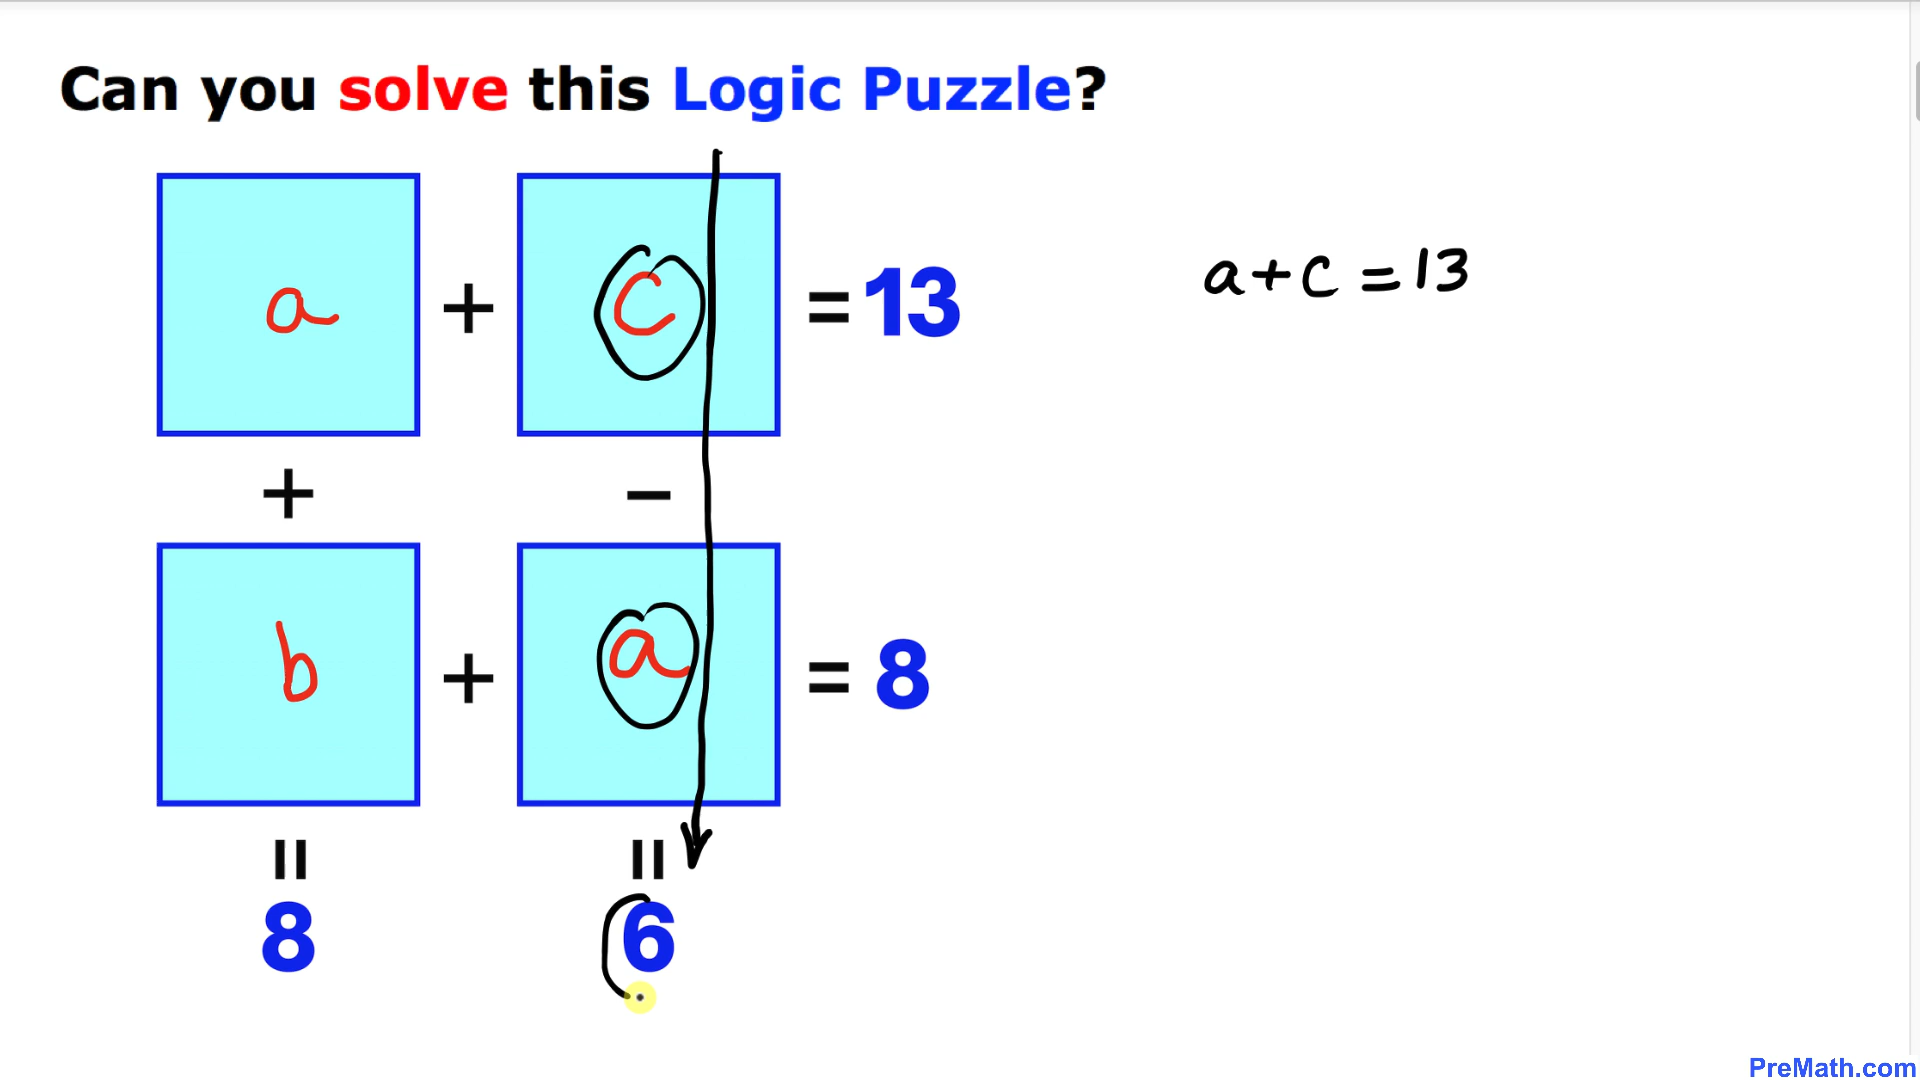 Can you solve this Logic Puzzle?
a + c = 13
a+c=13
+ −
b + a = 8
= =
8 6
PreMath.com